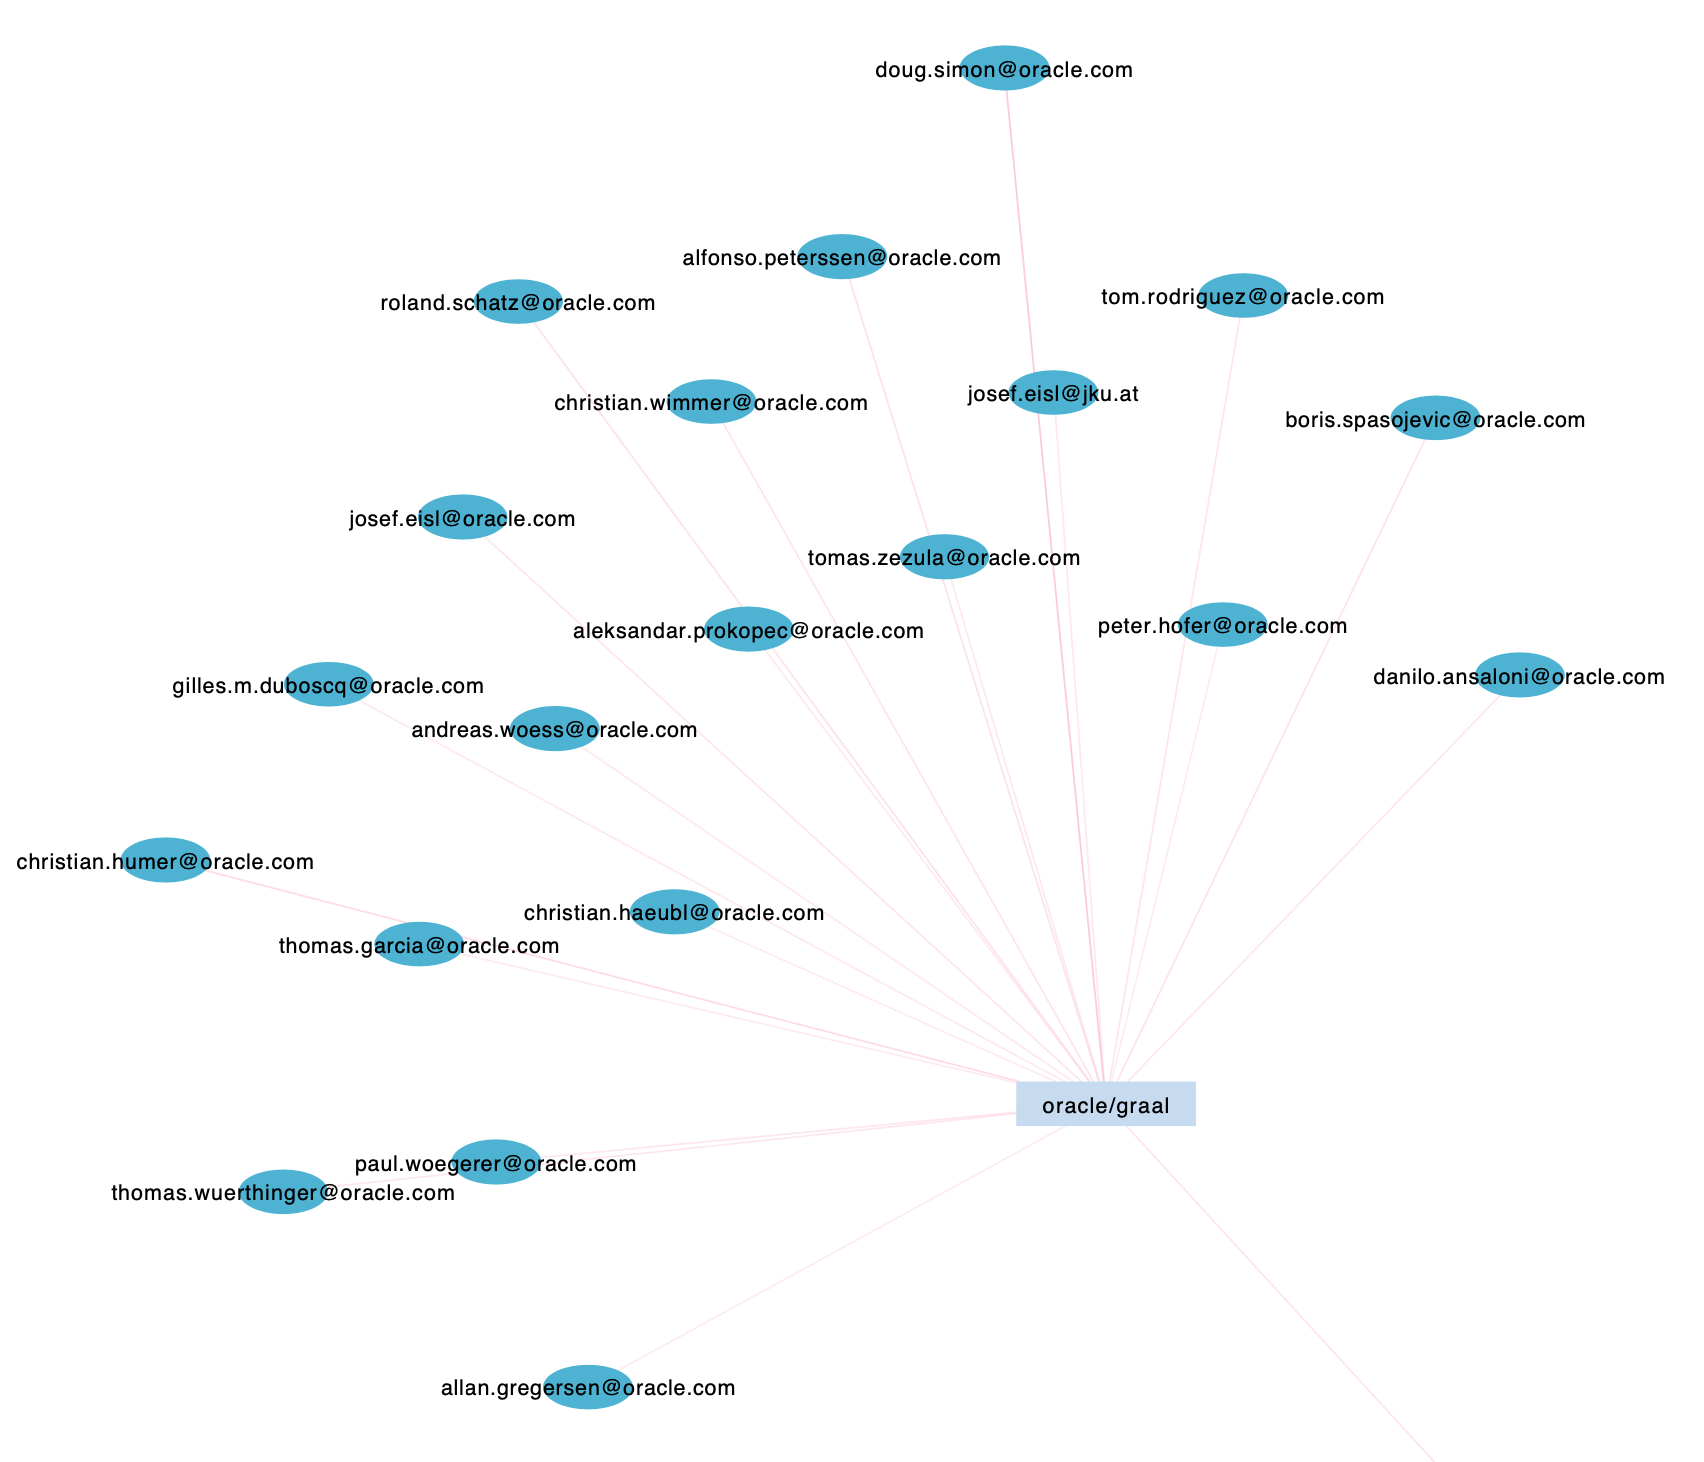 doug.simon@oracle.com
alfonso.peterssen@oracle.com
tom.rodriguez@oracle.com
roland.schatz@oracle.com
josef.eisl@jku.at
christian.wimmer@oracle.com
boris.spasojevic@oracle.com
josef.eisl@oracle.com
tomas.zezula@oracle.com
peter.hofer@oracle.com
aleksandar.prokopec@oracle.com
danilo.ansaloni@oracle.com
gilles.m.duboscq@oracle.com
andreas.woess@oracle.com
christian.humer@oracle.com
christian.haeubl@oracle.com
thomas.garcia@oracle.com
oracle/graal
paul.woegerer@oracle.com
thomas.wuerthinger@oracle.com
allan.gregersen@oracle.com